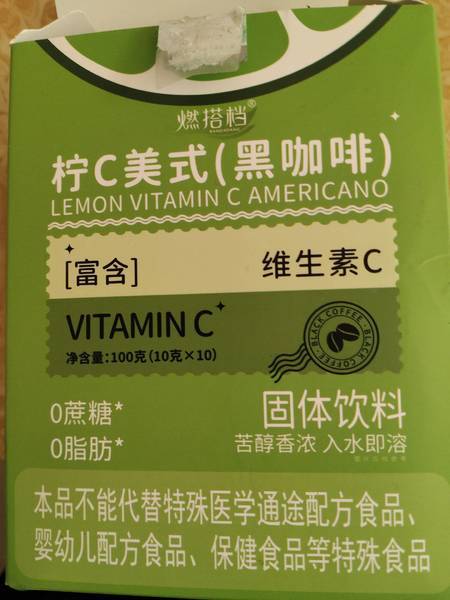 燃搭档®
RANDADANG
柠C美式(黑咖啡)
LEMON VITAMIN C AMERICANO
[富含] 维生素C
VITAMIN C
净含量:100克(10克×10)
BLACK COFFEE · BLACK COFFEE ·
0蔗糖* 固体饮料
0脂肪* 苦醇香浓 入水即溶
本品不能代替特殊医学通途配方食品、
婴幼儿配方食品、保健食品等特殊食品